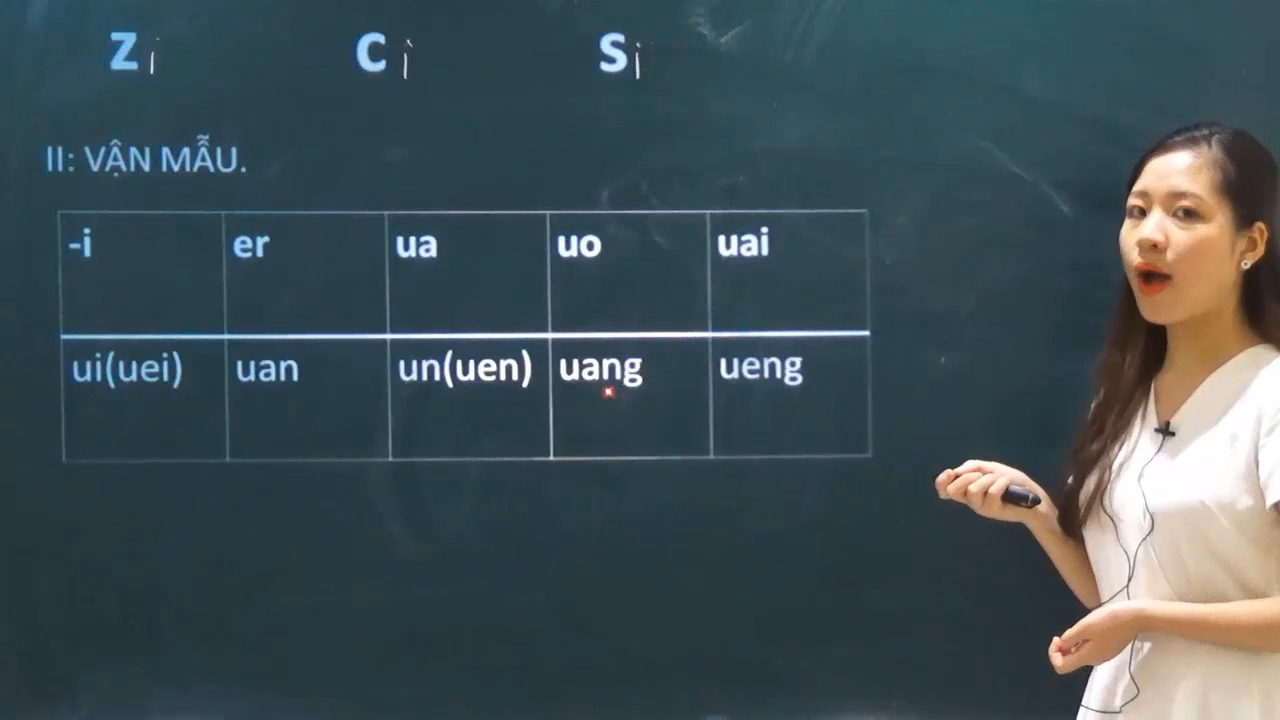 z i c i s i
II: VẬN MẪU.
-i er ua uo uai
ui(uei) uan un(uen) uang ueng